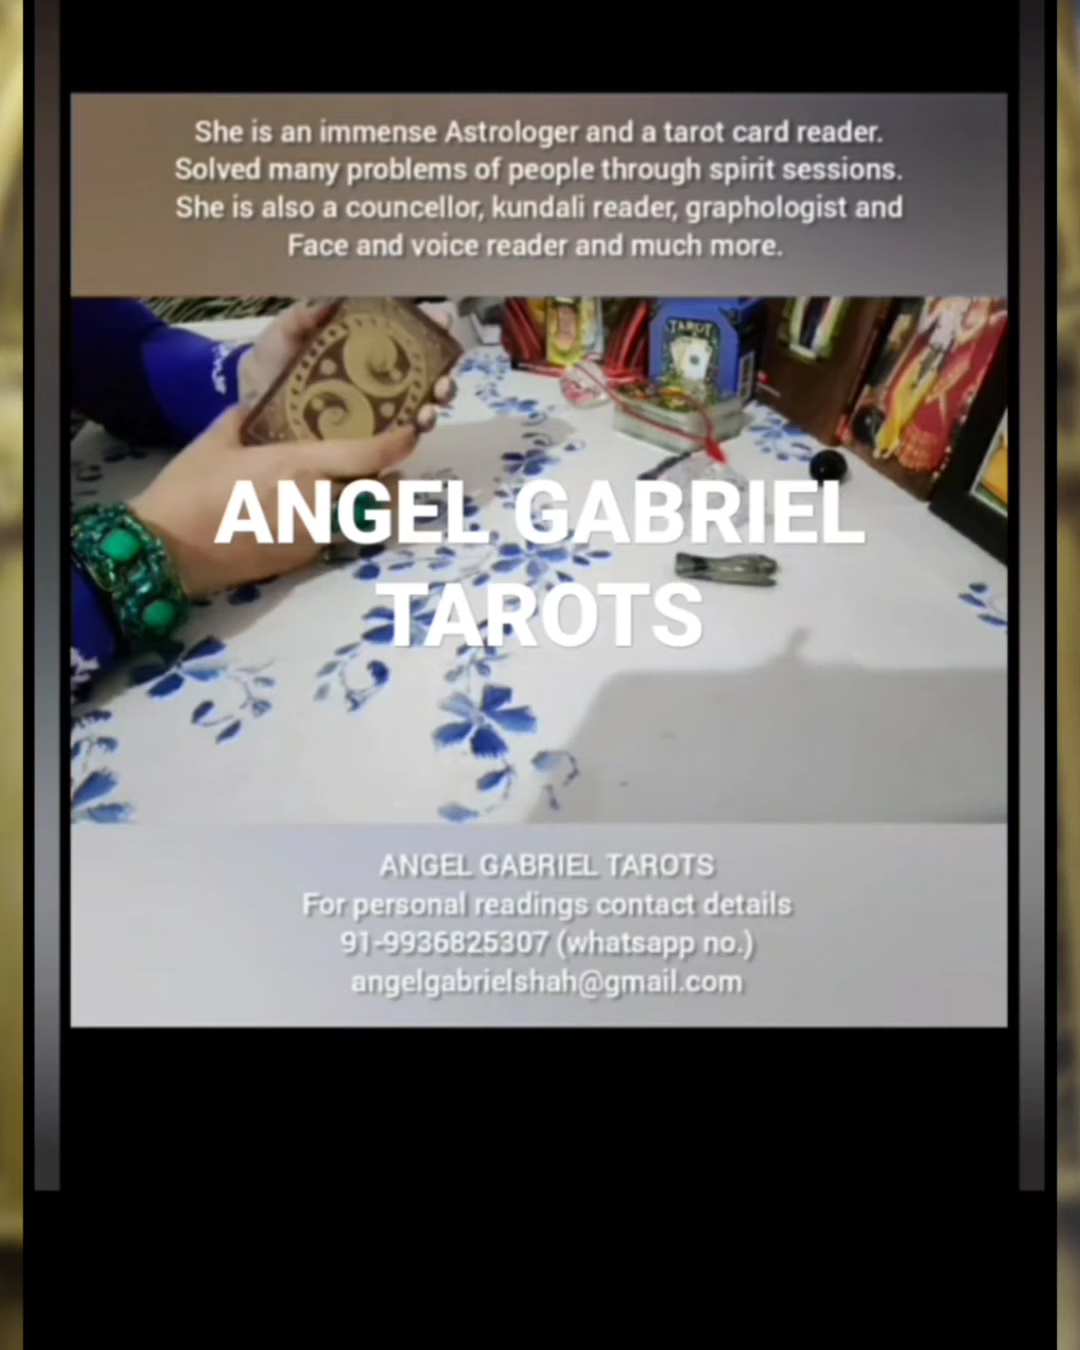 She is an immense Astrologer and a tarot card reader.
Solved many problems of people through spirit sessions.
She is also a councellor, kundali reader, graphologist and
Face and voice reader and much more.
TAROT
ANGEL GABRIEL
TAROTS
ANGEL GABRIEL TAROTS
For personal readings contact details
91-9936825307 (whatsapp no.)
angelgabrielshah@gmail.com